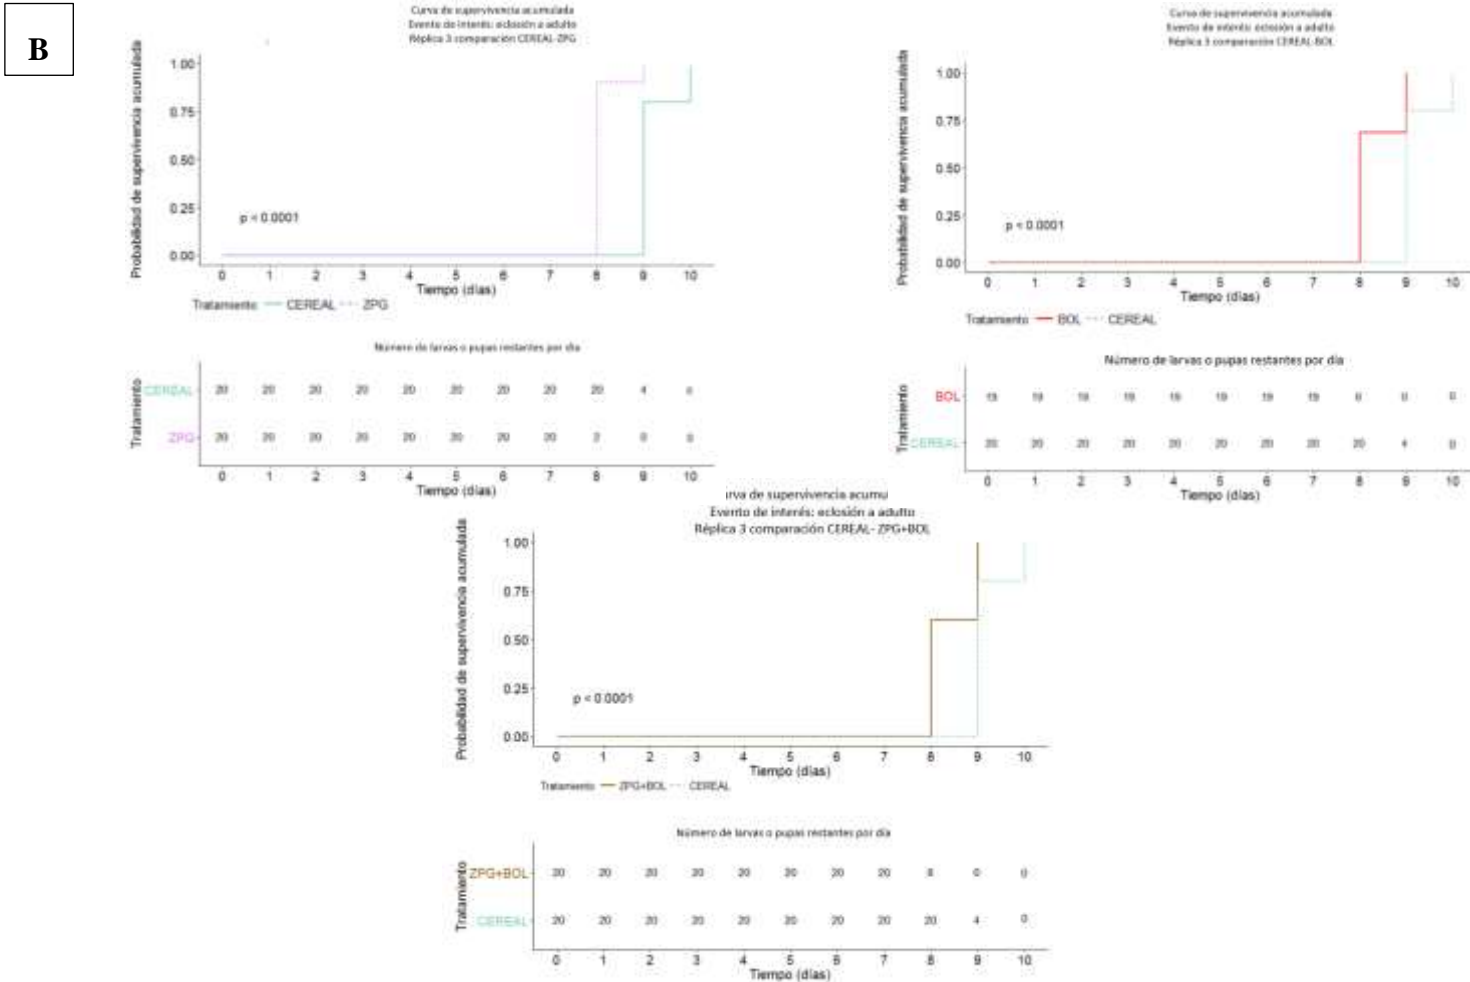 B
Curva de supervivencia acumulada
Evento de interés: eclosión a adulto
Réplica 3 comparación CEREAL-ZPG
Probabilidad de supervivencia acumulada
1.00
0.75
0.50
0.25
0.00
p < 0.0001
0 1 2 3 4 5 6 7 8 9 10
Tiempo (días)
Tratamiento CEREAL ZPG
Número de larvas o pupas restantes por día
Tratamiento
CEREAL 20 20 20 20 20 20 20 20 20 4 0
ZPG 20 20 20 20 20 20 20 20 2 0 0
0 1 2 3 4 5 6 7 8 9 10
Tiempo (días)
Curva de supervivencia acumulada
Evento de interés: eclosión a adulto
Réplica 3 comparación CEREAL-BOL
Probabilidad de supervivencia acumulada
1.00
0.75
0.50
0.25
0.00
p < 0.0001
0 1 2 3 4 5 6 7 8 9 10
Tiempo (días)
Tratamiento BOL CEREAL
Número de larvas o pupas restantes por día
Tratamiento
BOL 19 19 19 19 19 19 19 19 6 0 0
CEREAL 20 20 20 20 20 20 20 20 20 4 0
0 1 2 3 4 5 6 7 8 9 10
Tiempo (días)
rva de supervivencia acumu
Evento de interés: eclosión a adulto
Réplica 3 comparación CEREAL- ZPG+BOL
Probabilidad de supervivencia acumulada
1.00
0.75
0.50
0.25
0.00
p < 0.0001
0 1 2 3 4 5 6 7 8 9 10
Tiempo (días)
Tratamiento ZPG+BOL CEREAL
Número de larvas o pupas restantes por día
Tratamiento
ZPG+BOL 20 20 20 20 20 20 20 20 8 0 0
CEREAL 20 20 20 20 20 20 20 20 20 4 0
0 1 2 3 4 5 6 7 8 9 10
Tiempo (días)